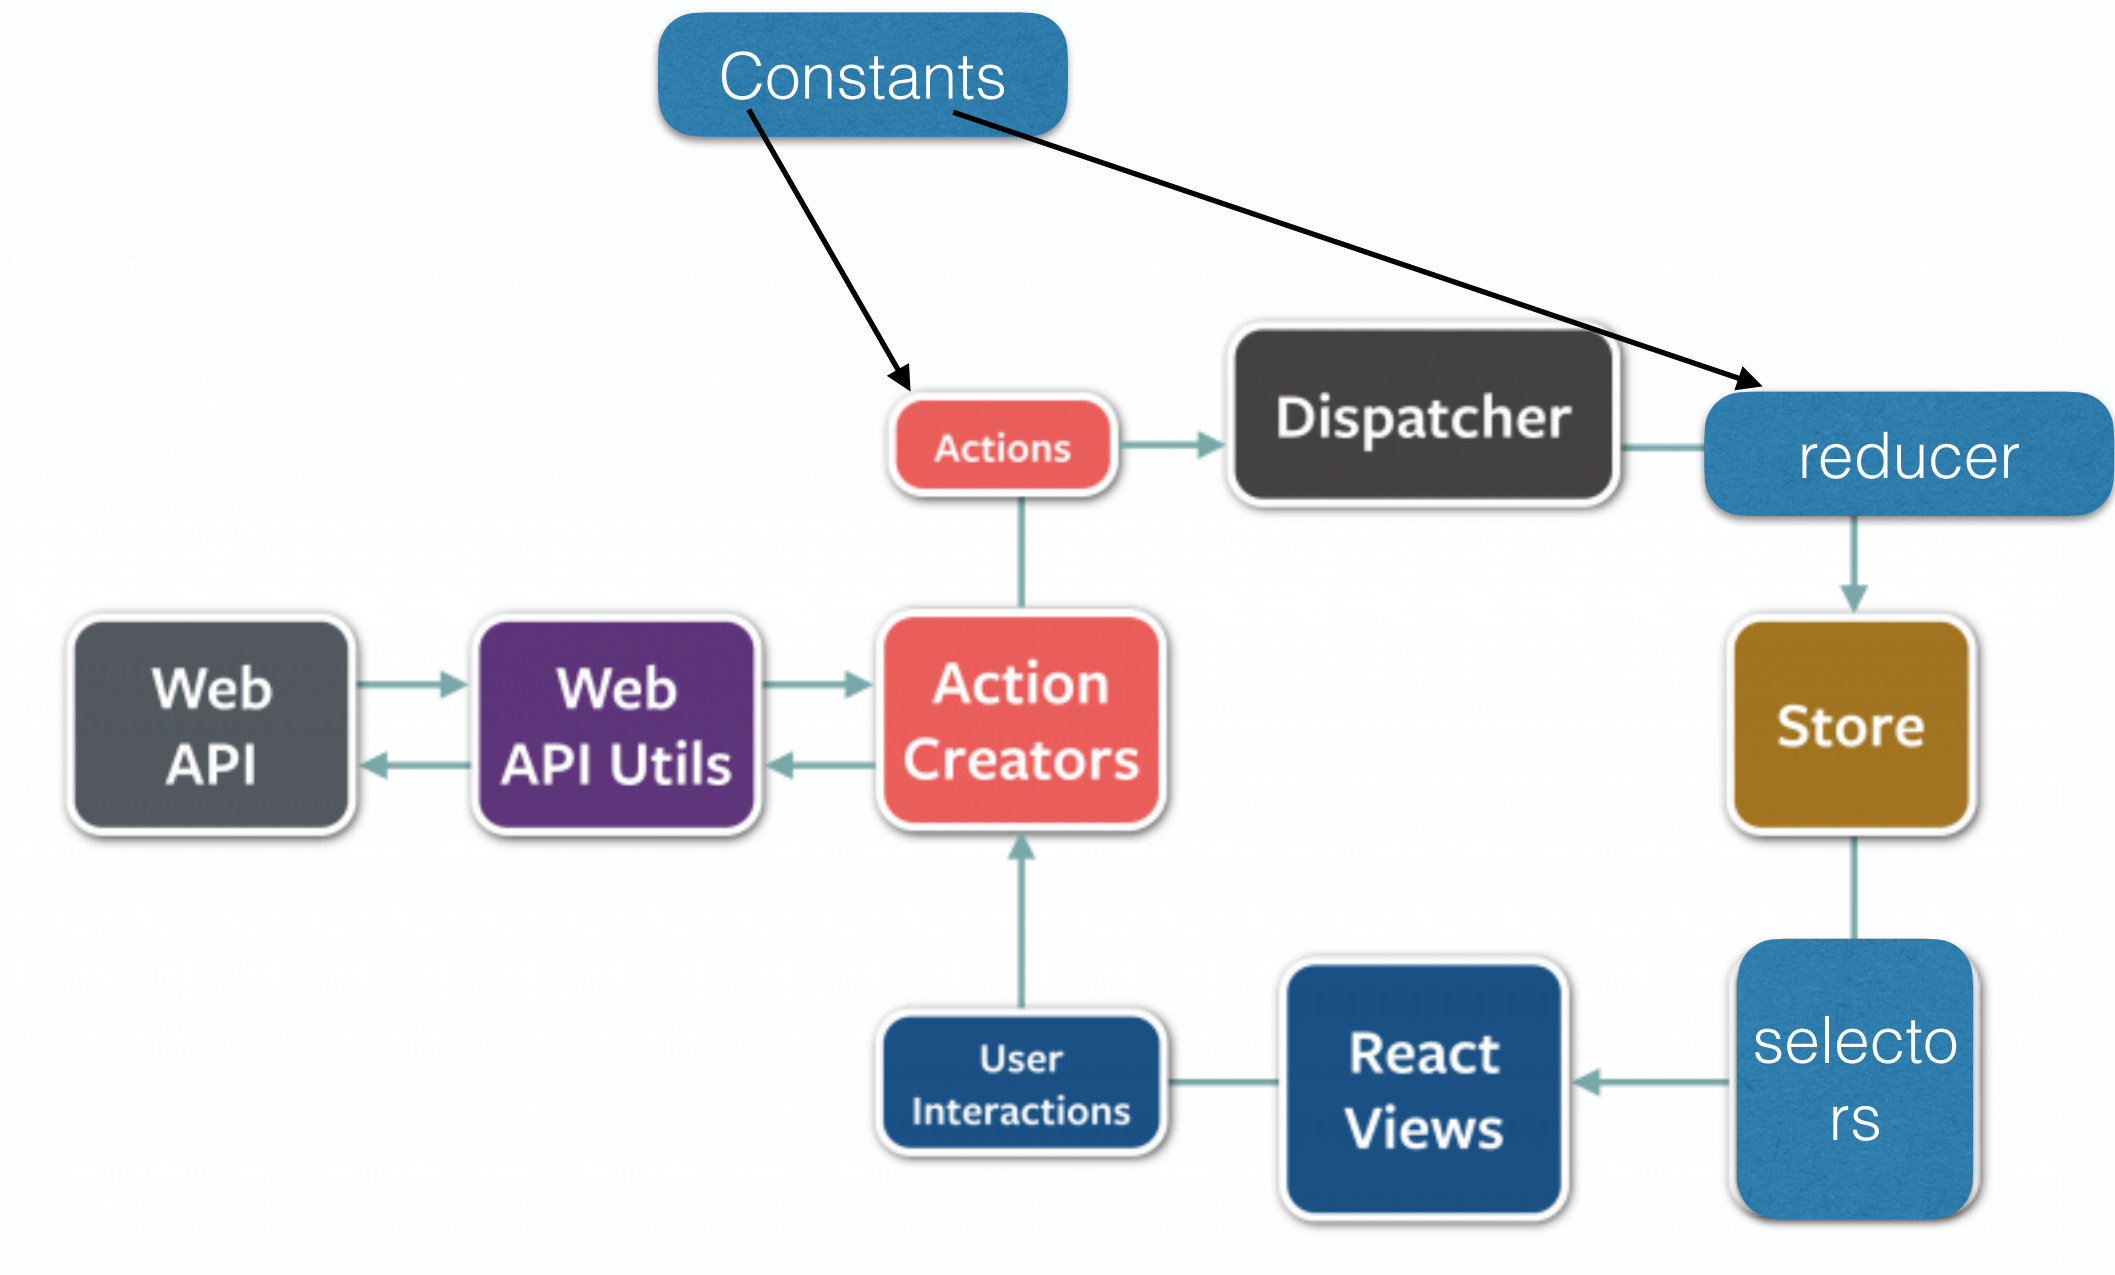 Constants
Actions
Dispatcher
reducer
Web
API
Web
API Utils
Action
Creators
Store
User
Interactions
React
Views
selecto
rs